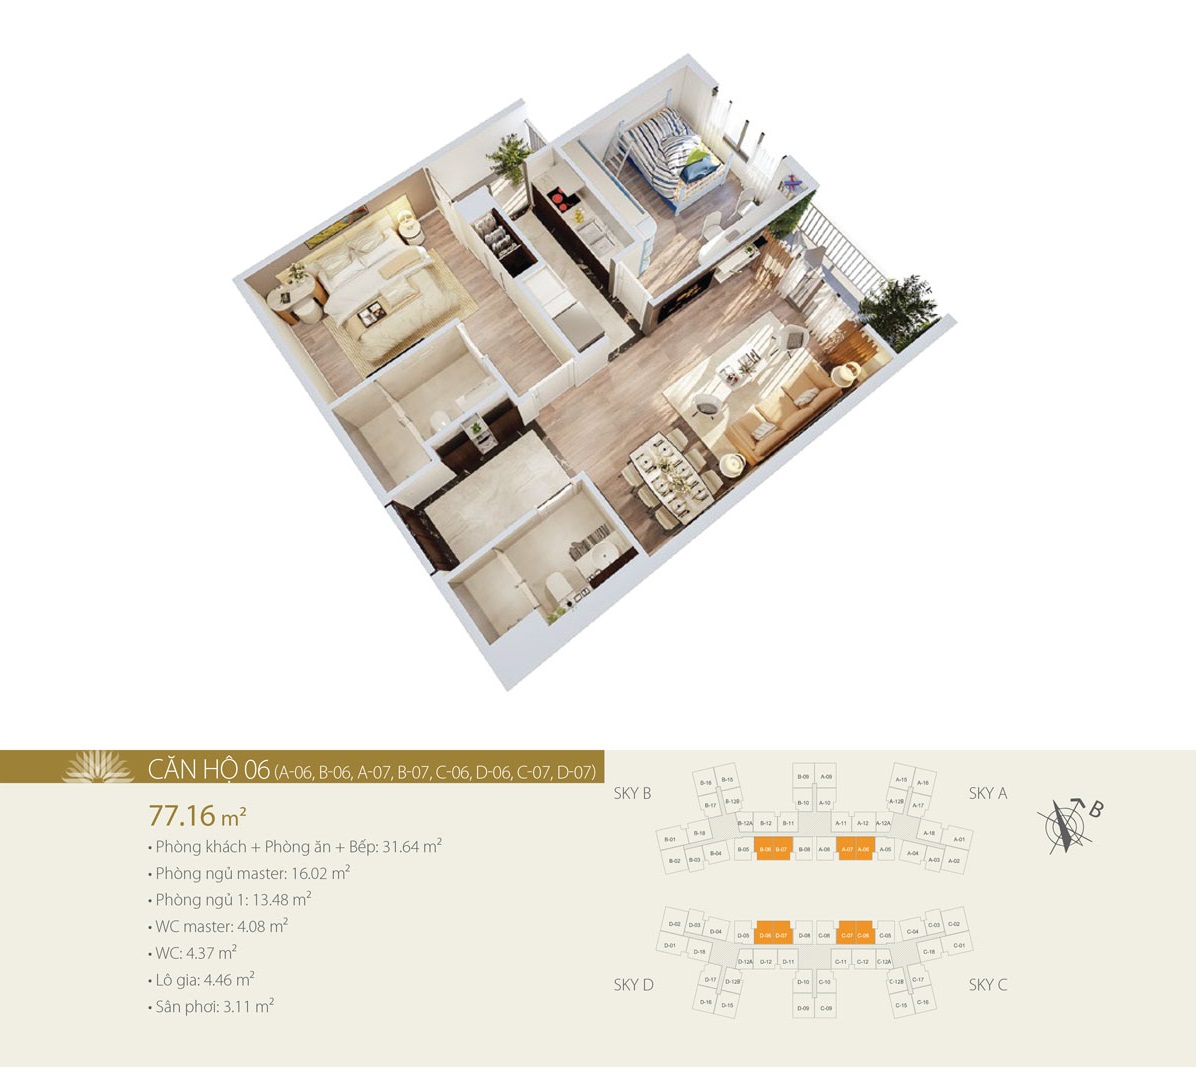 CĂN HỘ 06 (A-06, B-06, A-07, B-07, C-06, D-06, C-07, D-07)
77.16 m²
• Phòng khách + Phòng ăn + Bếp: 31.64 m²
• Phòng ngủ master: 16.02 m²
• Phòng ngủ 1: 13.48 m²
• WC master: 4.08 m²
• WC: 4.37 m²
• Lô gia: 4.46 m²
• Sân phơi: 3.11 m²
SKY B
SKY A
B
B-16 B-15 B-09 A-09 A-15 A-16
B-17 B-12B B-10 A-10 A-12B A-17
B-01 B-18 B-12A B-12 B-11 A-11 A-12 A-12A A-18 A-01
B-02 B-03 B-04 B-05 B-06 B-07 B-08 A-08 A-07 A-06 A-05 A-04 A-03 A-02
D-02 D-03 D-04 D-05 D-06 D-07 D-08 C-08 C-07 C-06 C-05 C-04 C-03 C-02
D-01 D-18 D-12A D-12 D-11 C-11 C-12 C-12A C-18 C-01
D-17 D-12B D-10 C-10 C-12B C-17
D-16 D-15 D-09 C-09 C-15 C-16
SKY D
SKY C